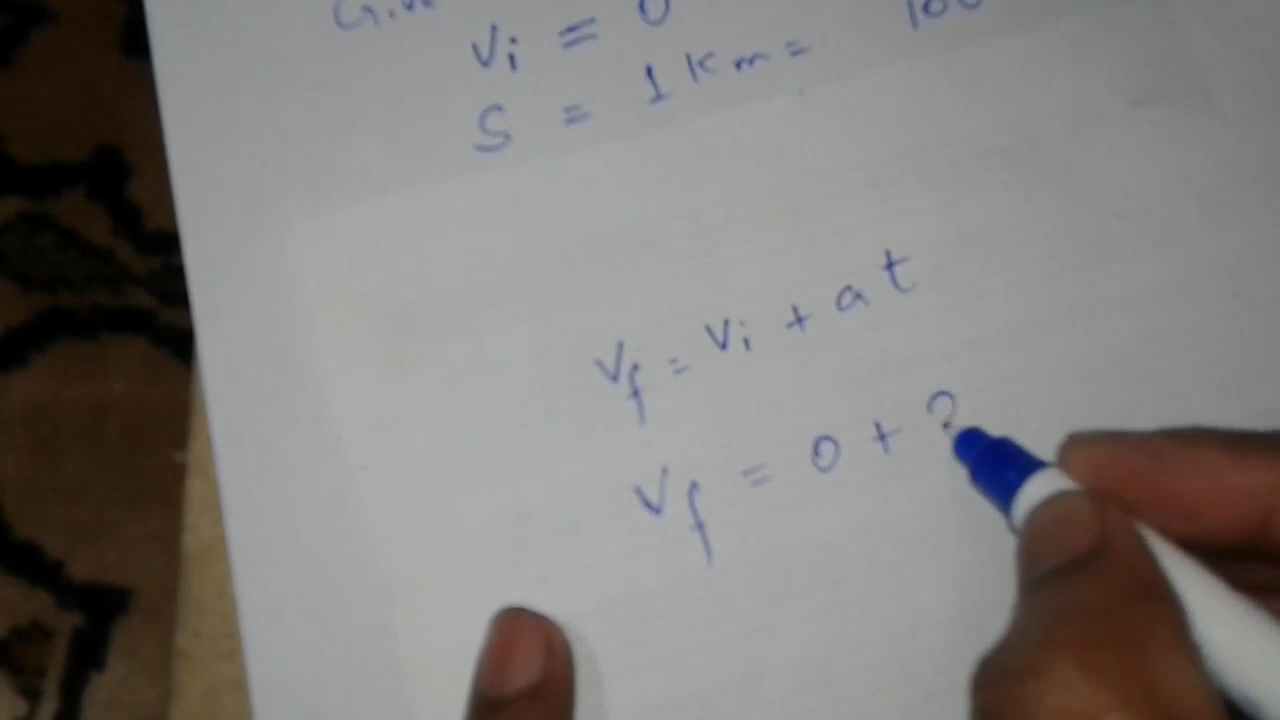 Vi = 0
S = 1 Km =
Vf = Vi + at
Vf = 0 + ?